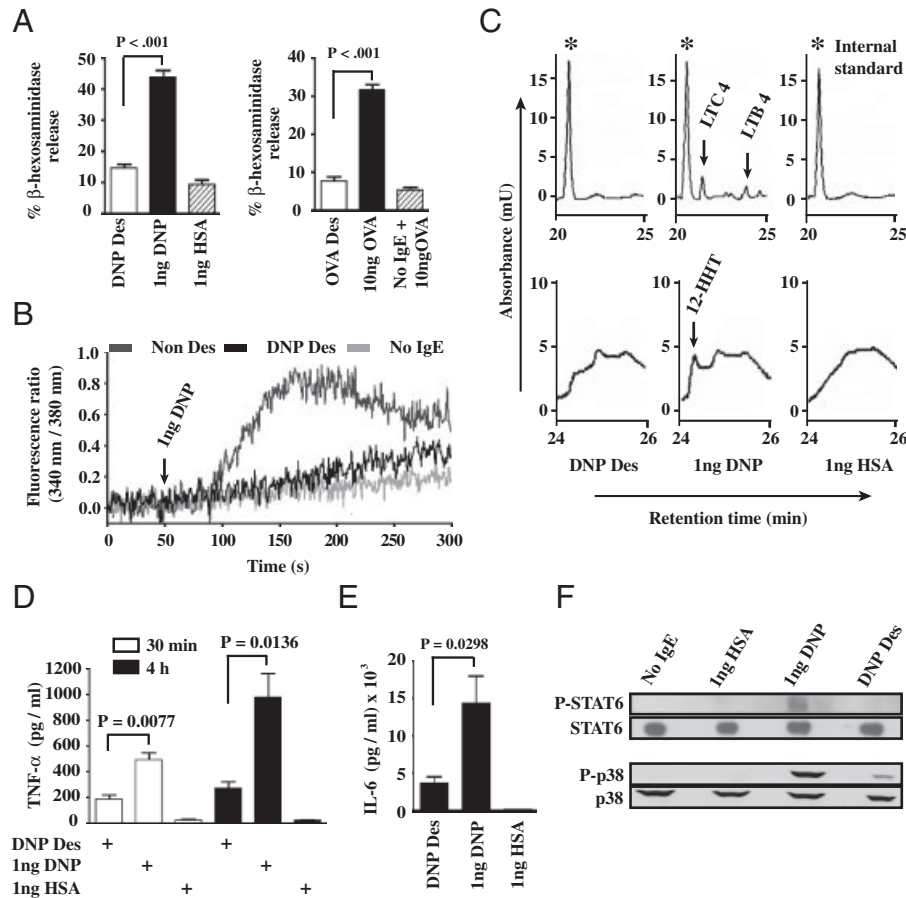 A
P < .001
% β-hexosaminidase
release
50
40
30
20
10
0
DNP Des
1ng DNP
1ng HSA
P < .001
% β-hexosaminidase
release
40
30
20
10
0
OVA Des
10ng OVA
No IgE +
10ngOVA
B
Non Des DNP Des No IgE
Fluorescence ratio
(340 nm / 380 nm)
1.0
0.8
0.6
0.4
0.2
0.0
1ng DNP
0 50 100 150 200 250 300
Time (s)
C
* * * Internal
standard
Absorbance (mU)
15
10
5
0
20 25
15
10
5
0
LTC 4
LTB 4
20 25
15
10
5
0
20 25
10
5
0
24 26
DNP Des
10
5
0
12-HHT
24 26
1ng DNP
10
5
0
24 26
1ng HSA
Retention time (min)
D
30 min
4 h
P = 0.0136
P = 0.0077
TNF-α (pg / ml)
1200
1000
800
600
400
200
0
DNP Des + +
1ng DNP + +
1ng HSA + +
E
P = 0.0298
IL-6 (pg / ml) x 10³
20
15
10
5
0
DNP Des
1ng DNP
1ng HSA
F
No IgE
1ng HSA
1ng DNP
DNP Des
P-STAT6
STAT6
P-p38
p38